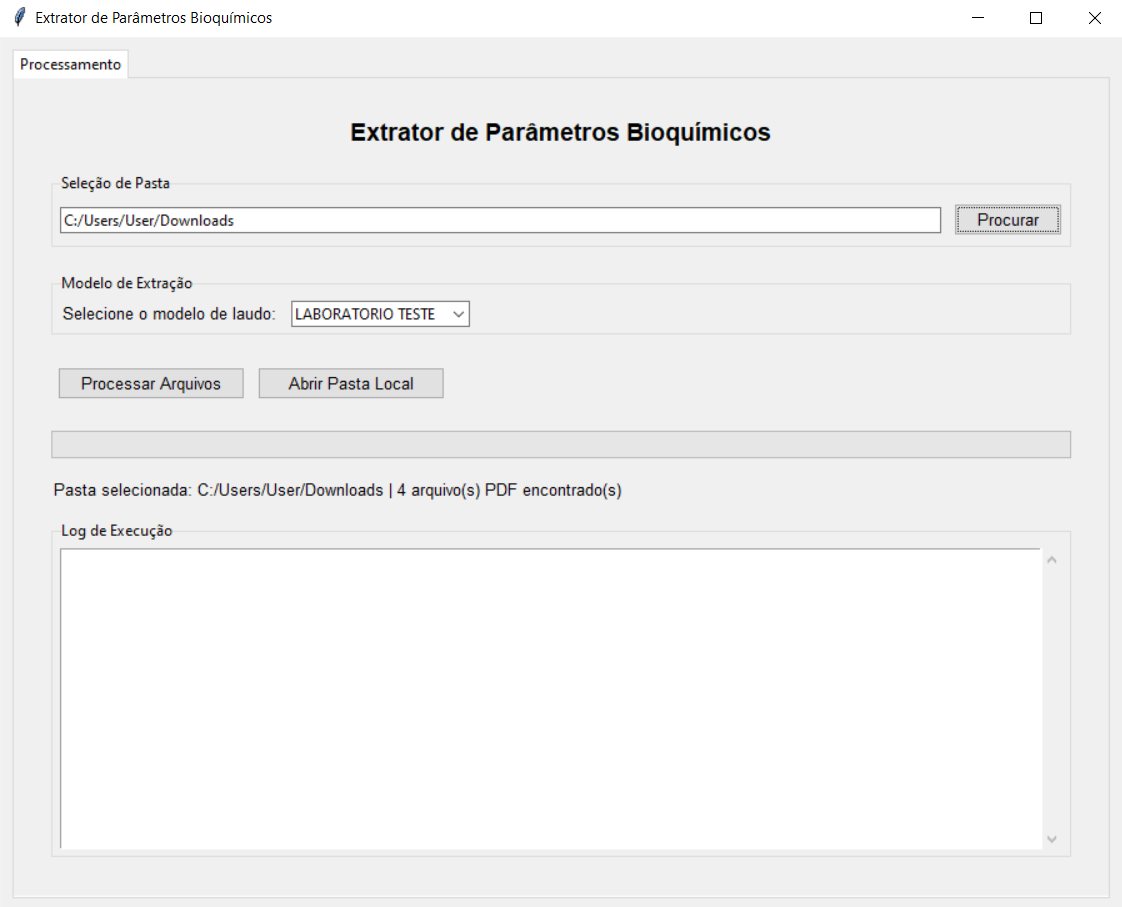 Extrator de Parâmetros Bioquímicos
Processamento
Extrator de Parâmetros Bioquímicos
Seleção de Pasta
C:/Users/User/Downloads
Procurar
Modelo de Extração
Selecione o modelo de laudo: LABORATORIO TESTE
Processar Arquivos Abrir Pasta Local
Pasta selecionada: C:/Users/User/Downloads | 4 arquivo(s) PDF encontrado(s)
Log de Execução